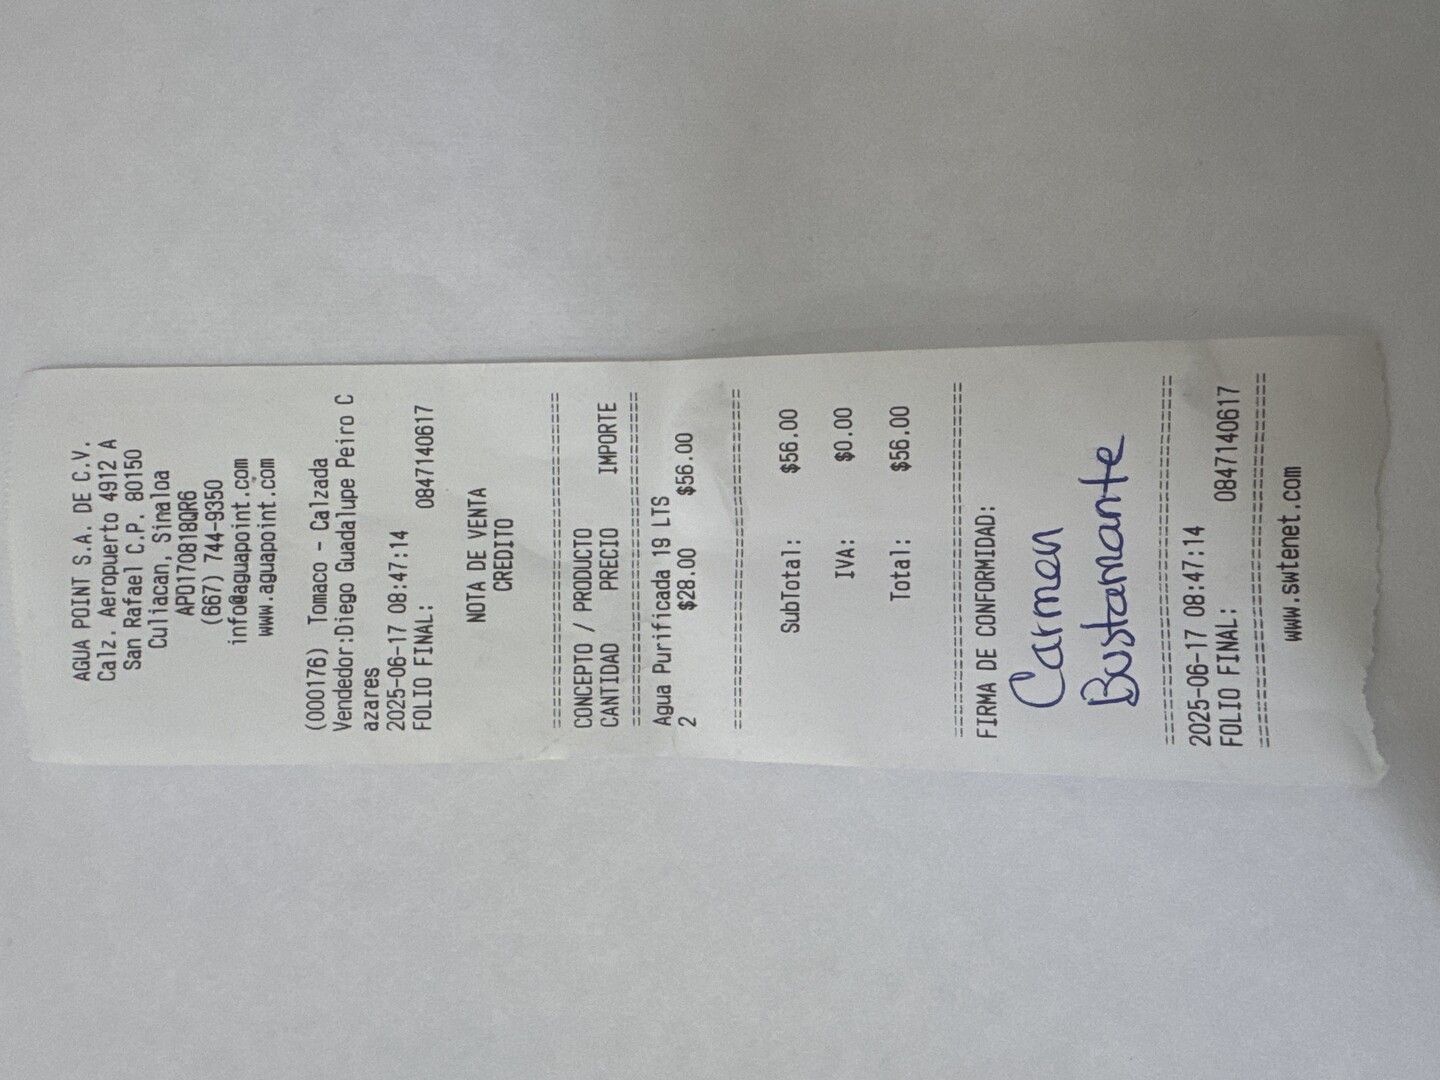 AGUA POINT S.A. DE C.V.
Calz. Aeropuerto 4912 A
San Rafael C.P. 80150
Culiacan, Sinaloa
APO170818QR6
(667) 744-9350
info@aguapoint.com
www.aguapoint.com
(000176) Tomaco - Calzada
Vendedor:Diego Guadalupe Peiro C
azares
2025-06-17 08:47:14
FOLIO FINAL: 0847140617
NOTA DE VENTA
CREDITO
================================
CONCEPTO / PRODUCTO
CANTIDAD PRECIO IMPORTE
================================
Agua Purificada 19 LTS
2 $28.00 $56.00
================================
SubTotal: $56.00
IVA: $0.00
Total: $56.00
================================
FIRMA DE CONFORMIDAD:
Carmen
Bustamante
================================
2025-06-17 08:47:14
FOLIO FINAL: 0847140617
================================
www.swtenet.com